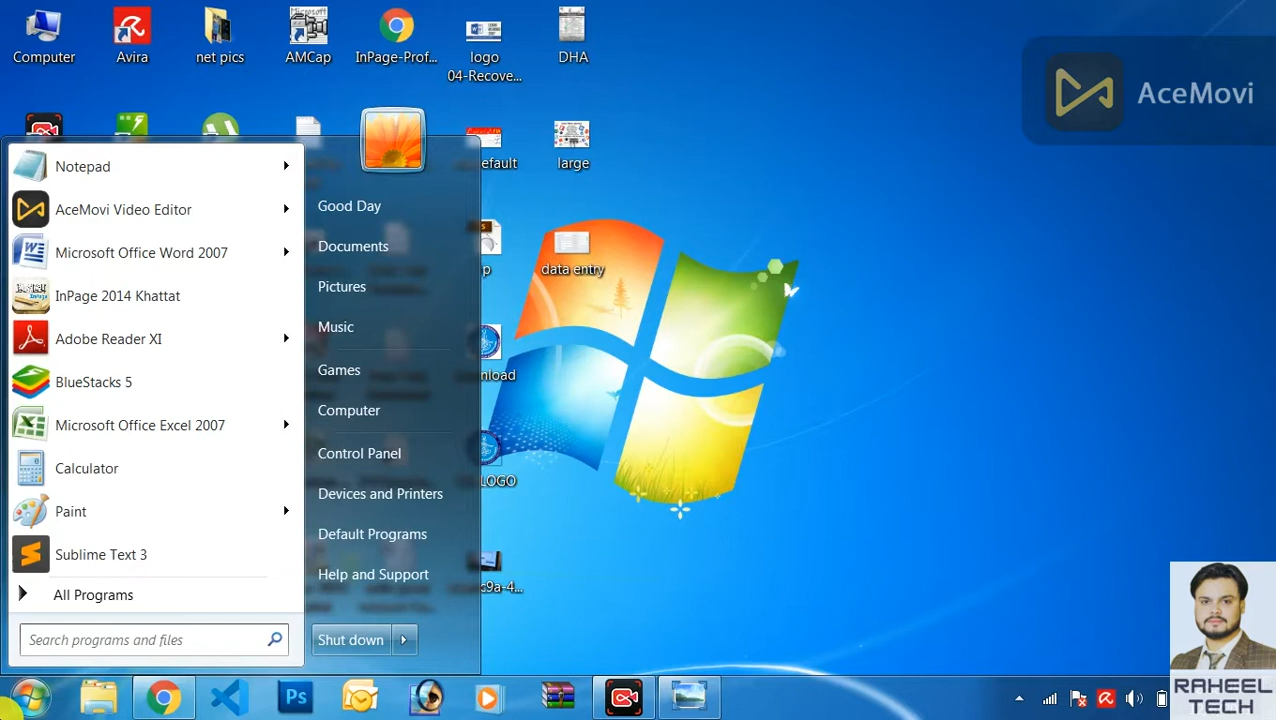 Computer
Avira
net pics
AMCap
InPage-Prof...
logo
04-Recove...
DHA
AceMovi
efault
large
Notepad
AceMovi Video Editor
Microsoft Office Word 2007
InPage 2014 Khattat
Adobe Reader XI
BlueStacks 5
Microsoft Office Excel 2007
Calculator
Paint
Sublime Text 3
All Programs
Search programs and files
Good Day
Documents
Pictures
Music
Games
Computer
Control Panel
Devices and Printers
Default Programs
Help and Support
Shut down
data entry
nload
LOGO
c9a-4...
Ps
RAHEEL
TECH